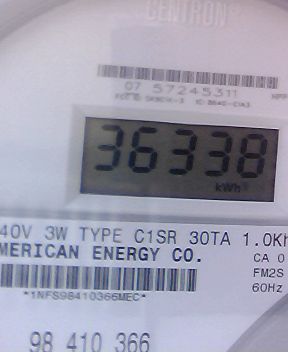 CENTRON®
07 57245311
36338
kWh
40V 3W TYPE C1SR 30TA 1.0Kh
MERICAN ENERGY CO.
CA 0
FM2S
60Hz
*1NFS98410366MEC*
98 410 366